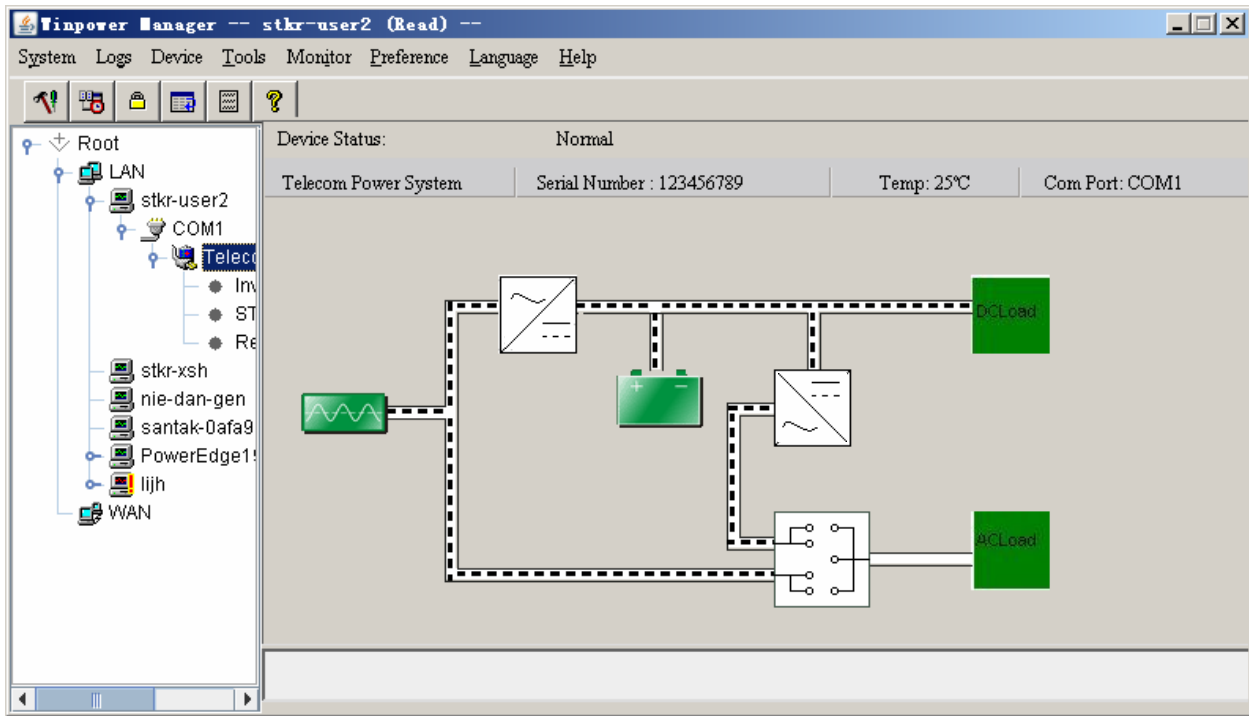 Winpower Manager -- stkr-user2 (Read) --
System Logs Device Tools Monitor Preference Language Help
Root
LAN
stkr-user2
COM1
Teleco
Inv
ST
Re
stkr-xsh
nie-dan-gen
santak-0afa9
PowerEdge19
lijh
WAN
Device Status: Normal
Telecom Power System Serial Number : 123456789 Temp: 25℃ Com Port: COM1
DCLoad
ACLoad